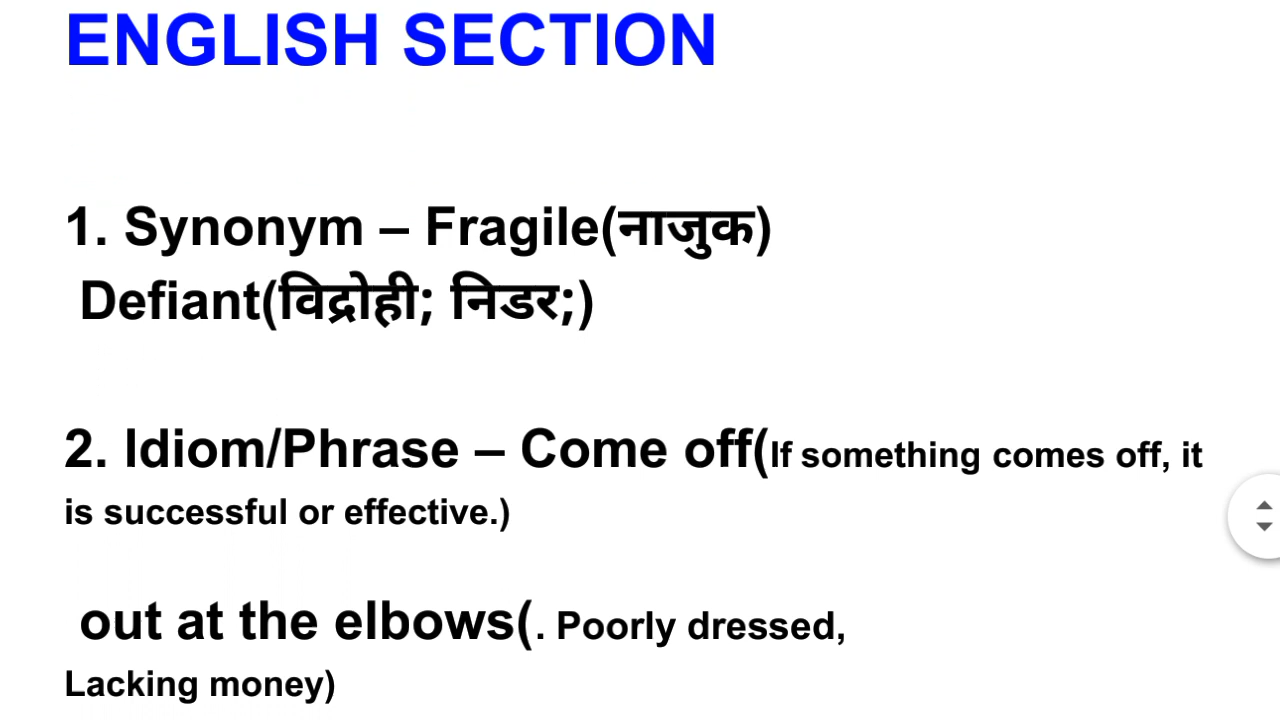 ENGLISH SECTION
1. Synonym – Fragile(नाजुक)
Defiant(विद्रोही; निडर;)
2. Idiom/Phrase – Come off(If something comes off, it
is successful or effective.)
out at the elbows(. Poorly dressed,
Lacking money)